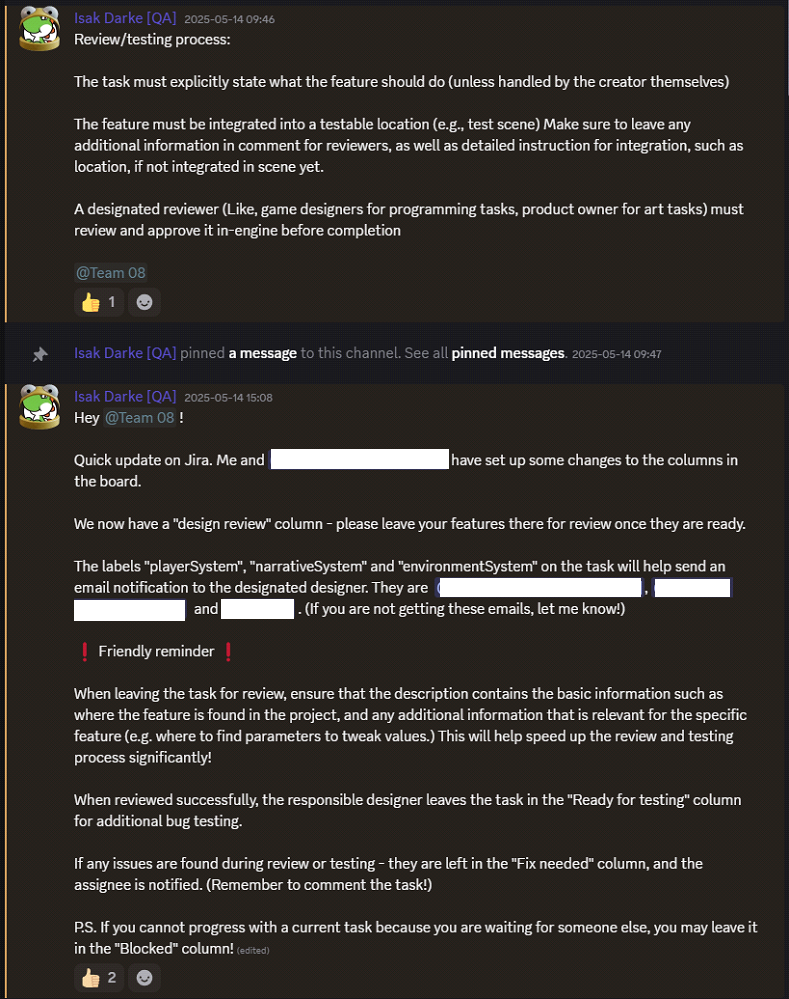 Isak Darke [QA] 2025-05-14 09:46
Review/testing process:
The task must explicitly state what the feature should do (unless handled by the creator themselves)
The feature must be integrated into a testable location (e.g., test scene) Make sure to leave any
additional information in comment for reviewers, as well as detailed instruction for integration, such as
location, if not integrated in scene yet.
A designated reviewer (Like, game designers for programming tasks, product owner for art tasks) must
review and approve it in-engine before completion
@Team 08
👍 1
Isak Darke [QA] pinned a message to this channel. See all pinned messages. 2025-05-14 09:47
Isak Darke [QA] 2025-05-14 15:08
Hey @Team 08 !
Quick update on Jira. Me and have set up some changes to the columns in
the board.
We now have a "design review" column - please leave your features there for review once they are ready.
The labels "playerSystem", "narrativeSystem" and "environmentSystem" on the task will help send an
email notification to the designated designer. They are ,
and . (If you are not getting these emails, let me know!)
❗ Friendly reminder ❗
When leaving the task for review, ensure that the description contains the basic information such as
where the feature is found in the project, and any additional information that is relevant for the specific
feature (e.g. where to find parameters to tweak values.) This will help speed up the review and testing
process significantly!
When reviewed successfully, the responsible designer leaves the task in the "Ready for testing" column
for additional bug testing.
If any issues are found during review or testing - they are left in the "Fix needed" column, and the
assignee is notified. (Remember to comment the task!)
P.S. If you cannot progress with a current task because you are waiting for someone else, you may leave it
in the "Blocked" column! (edited)
👍 2